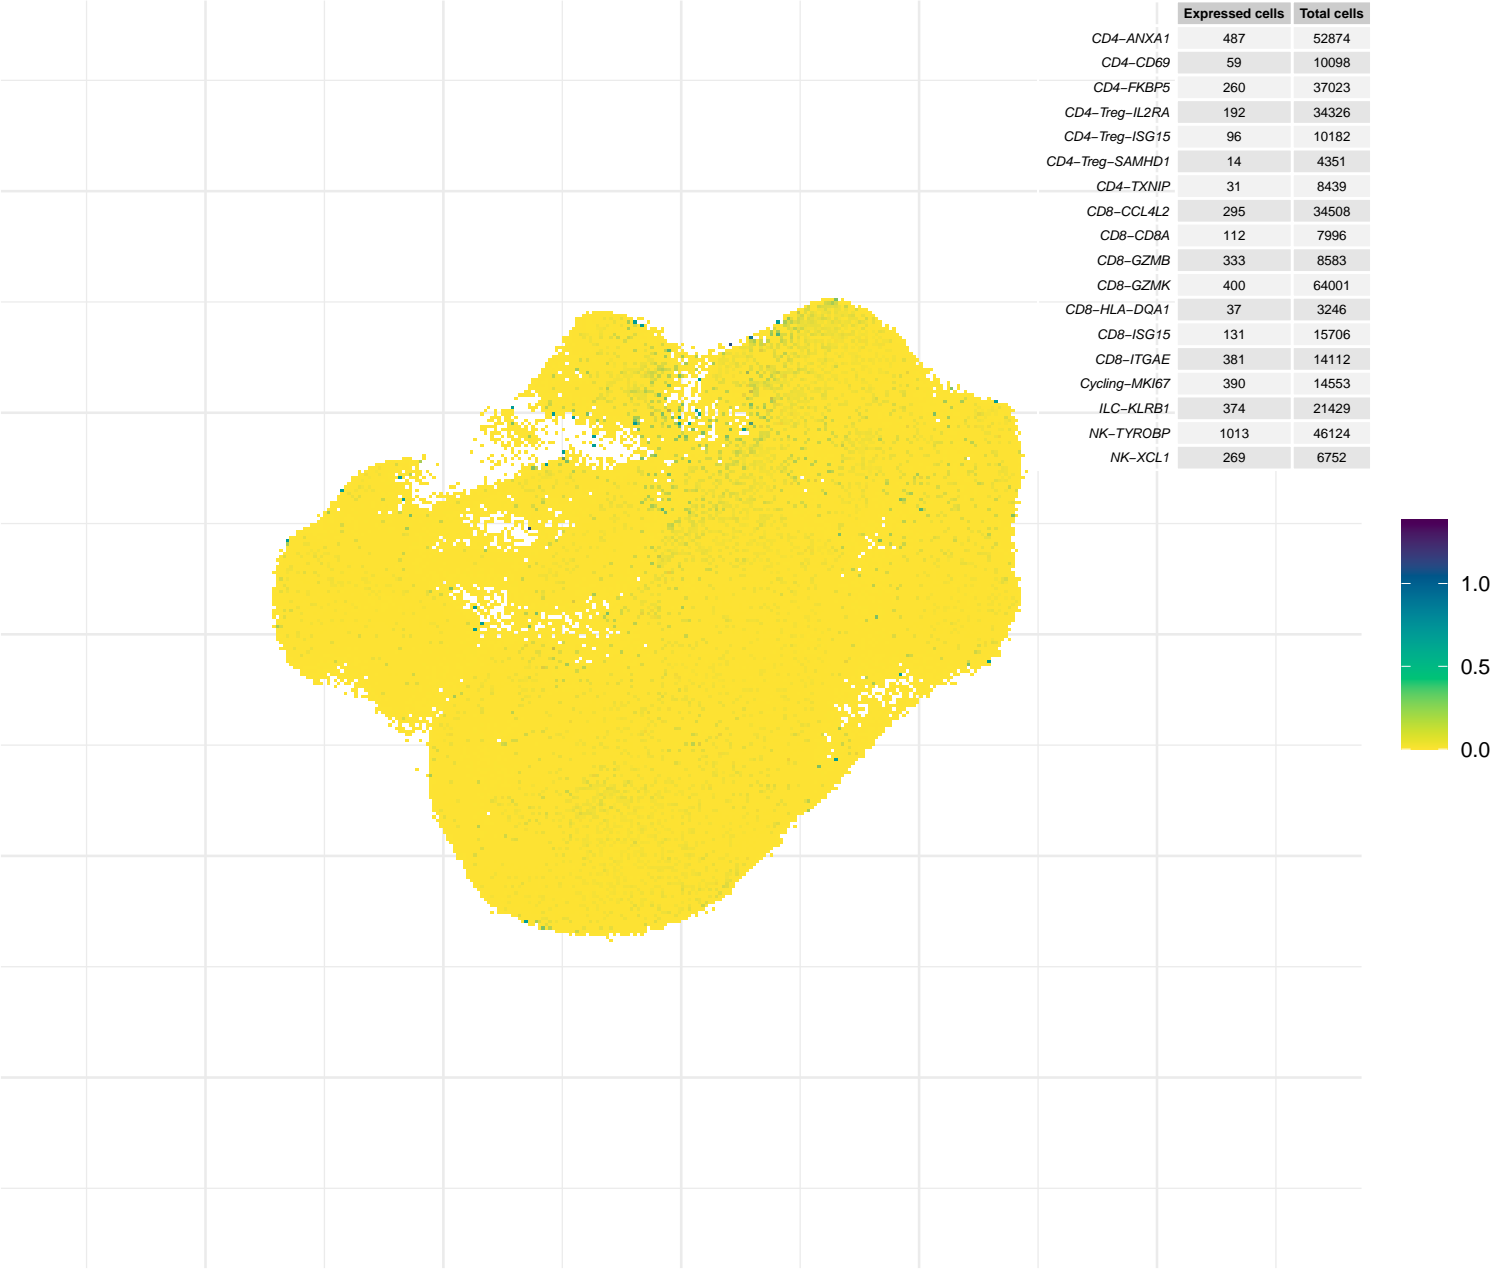 Expressed cells Total cells
CD4−ANXA1 487 52874
CD4−CD69 59 10098
CD4−FKBP5 260 37023
CD4−Treg−IL2RA 192 34326
CD4−Treg−ISG15 96 10182
CD4−Treg−SAMHD1 14 4351
CD4−TXNIP 31 8439
CD8−CCL4L2 295 34508
CD8−CD8A 112 7996
CD8−GZMB 333 8583
CD8−GZMK 400 64001
CD8−HLA−DQA1 37 3246
CD8−ISG15 131 15706
CD8−ITGAE 381 14112
Cycling−MKI67 390 14553
ILC−KLRB1 374 21429
NK−TYROBP 1013 46124
NK−XCL1 269 6752
1.0
0.5
0.0